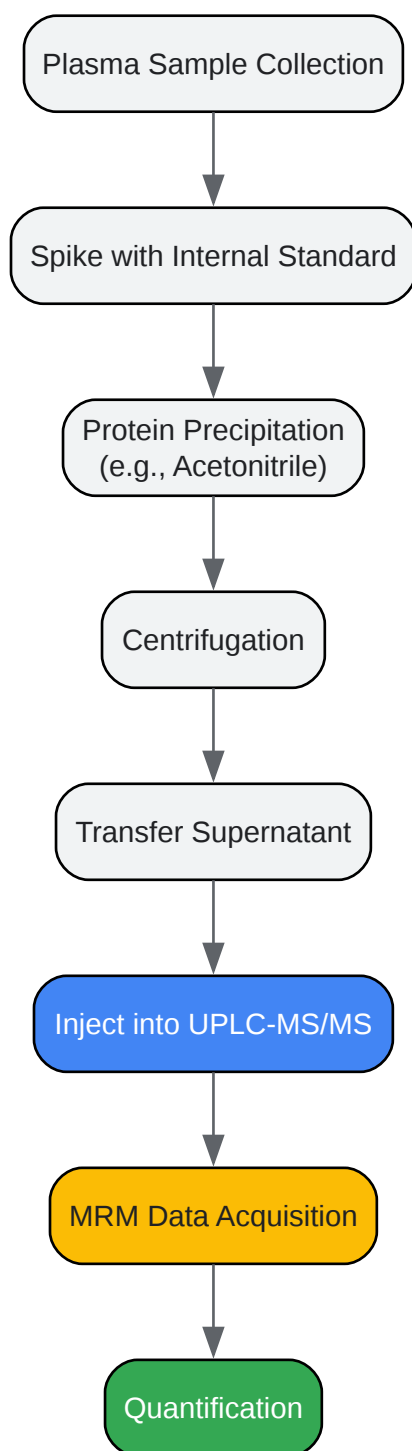 Plasma Sample Collection
Spike with Internal Standard
Protein Precipitation
(e.g., Acetonitrile)
Centrifugation
Transfer Supernatant
Inject into UPLC-MS/MS
MRM Data Acquisition
Quantification